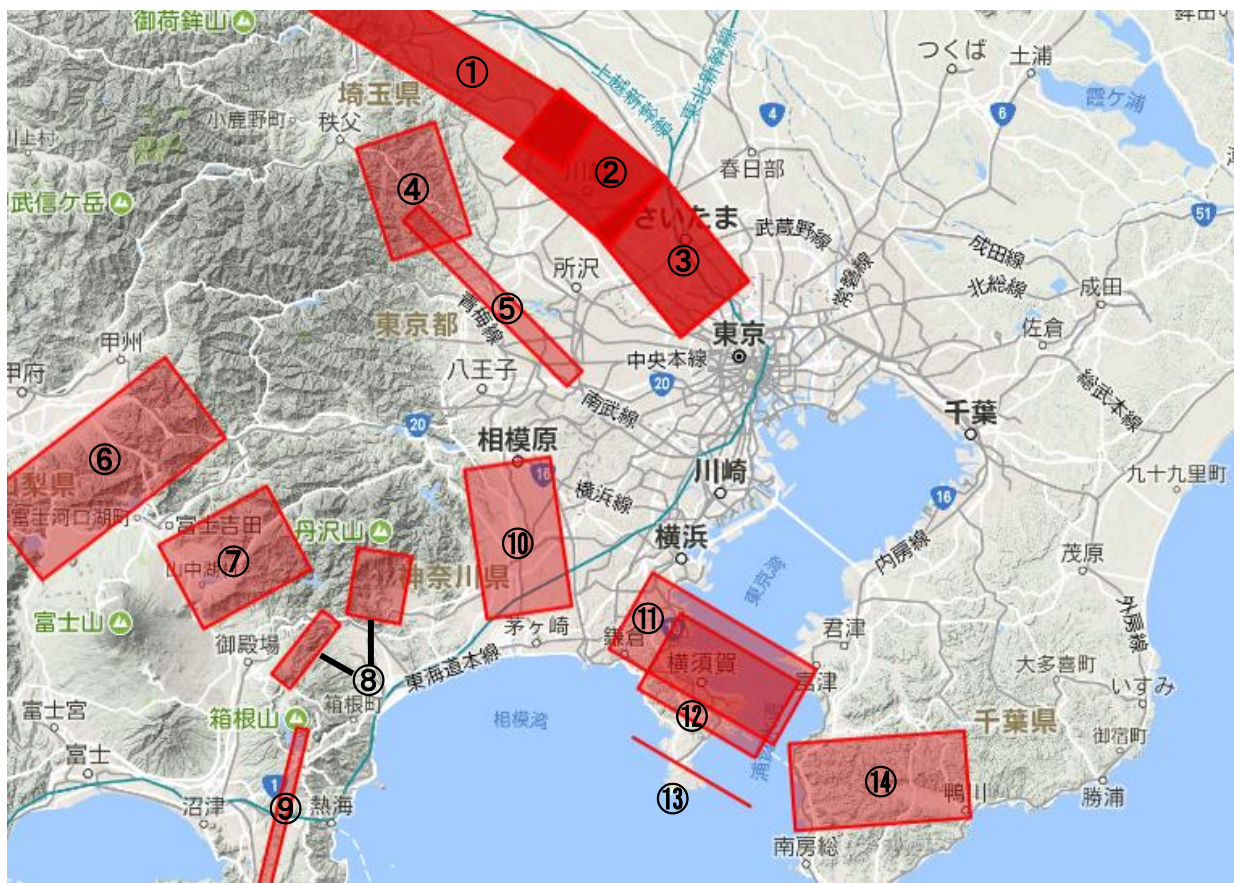 御荷鉾山
つくば
土浦
霞ヶ浦
①
上越新幹線
東北新幹線
4
6
埼玉県
小鹿野町
秩父
川上村
春日部
②
④
武信ケ岳
51
さいたま
武蔵野線
成田線
③
所沢
常磐線
北総線
成田
⑤
青梅線
東京都
佐倉
東京
甲州
中央本線
甲府
八王子
20
総武本線
南武線
千葉
20
相模原
⑥
16
川崎
九十九里町
横浜線
16
梨県
富士河口湖町
富士吉田
丹沢山
⑩
横浜
内房線
茂原
⑦
山中湖
神奈川県
東京湾
外房線
富士山
⑪
茅ヶ崎
鎌倉
君津
御殿場
横須賀
富津
大多喜町
いすみ
⑧
東海道本線
箱根山
箱根町
⑫
富士宮
相模湾
千葉県
御宿町
富士
1
⑬
⑭
⑨
沼津
熱海
鴨川
勝浦
南房総